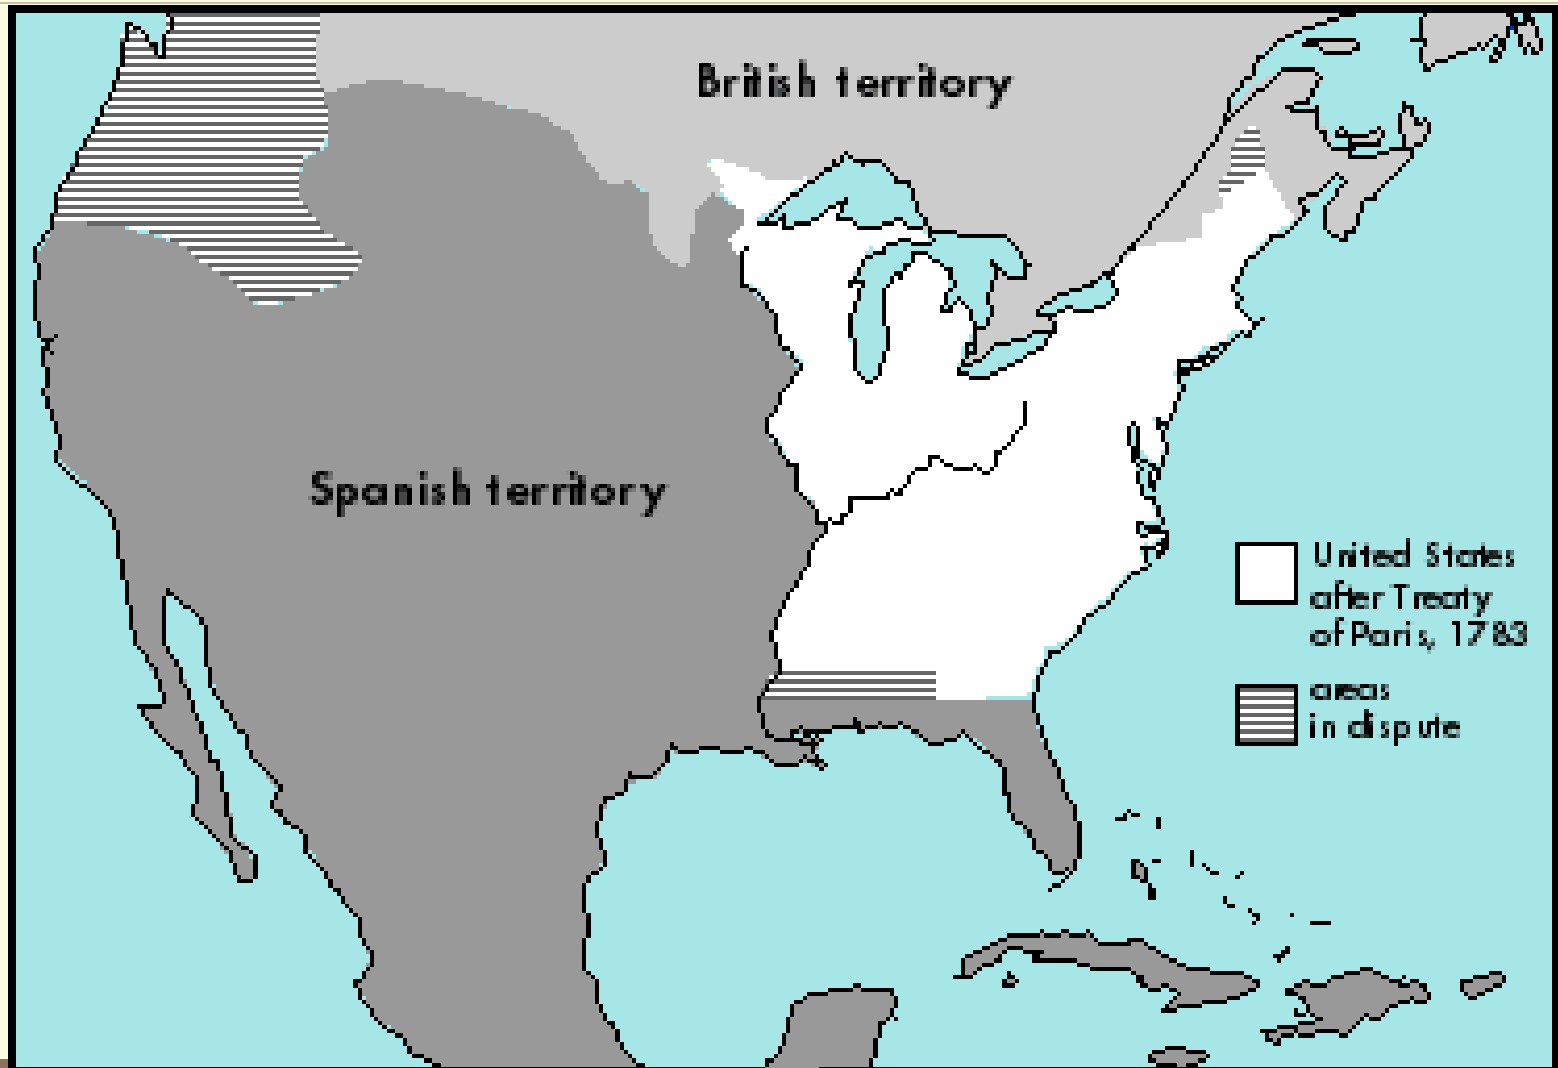 British territory
Spanish territory
United States
after Treaty
of Paris, 1783
areas
in dispute